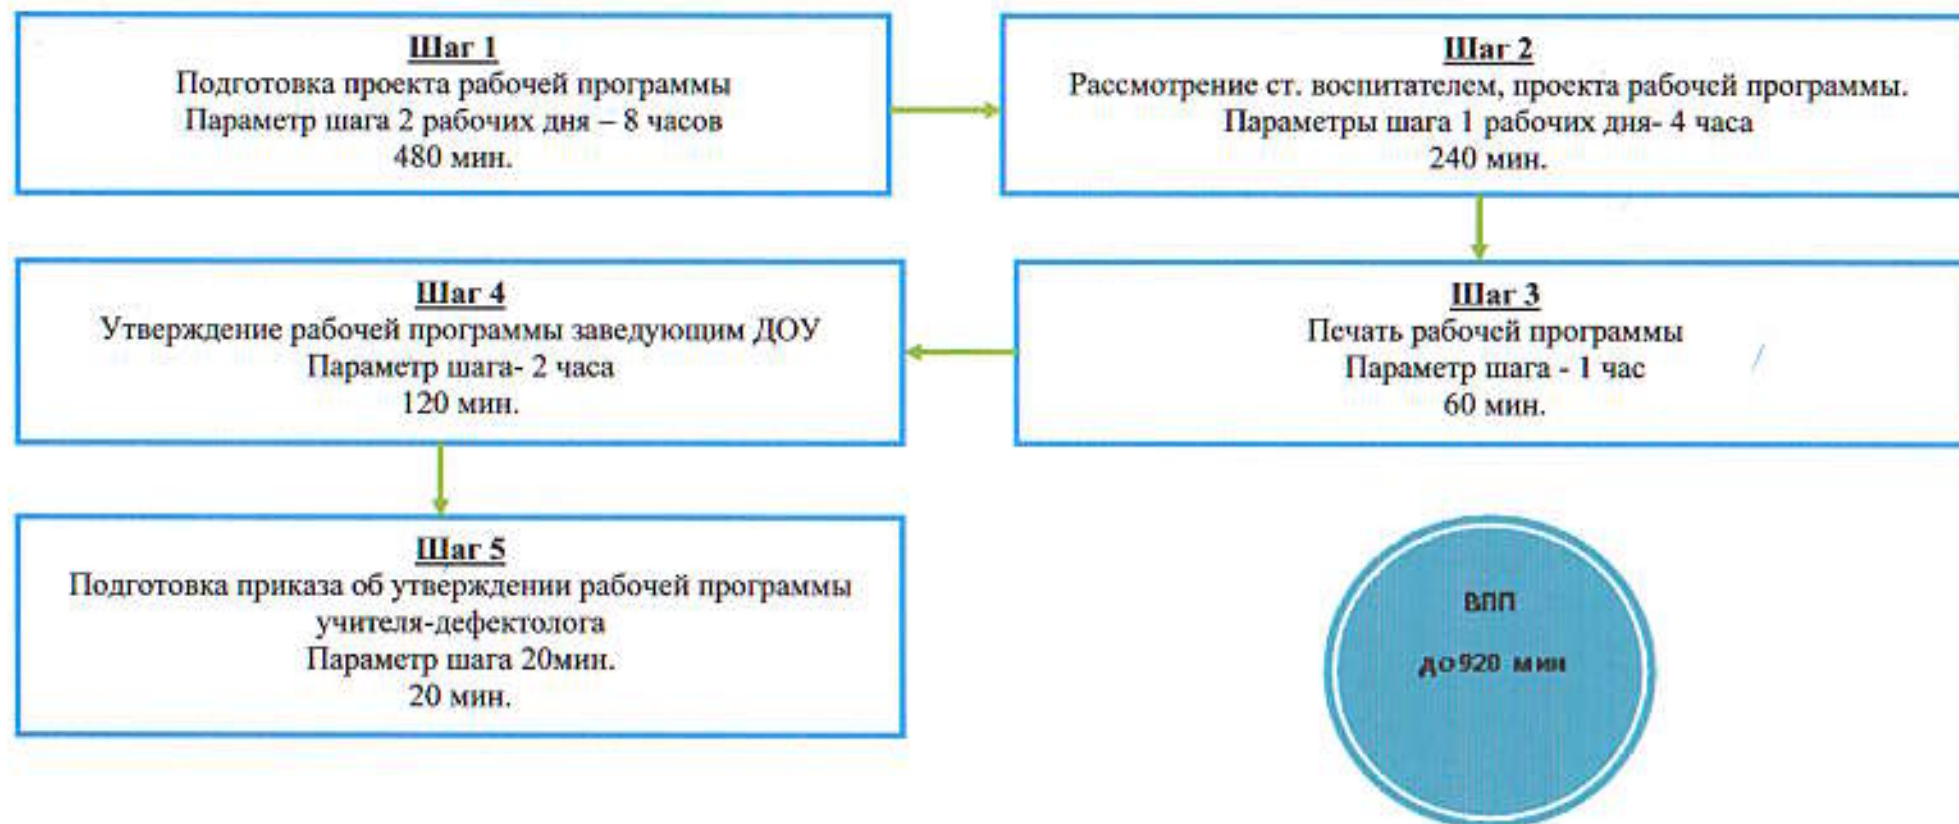 Шаг 1
Подготовка проекта рабочей программы
Параметр шага 2 рабочих дня – 8 часов
480 мин.
Шаг 2
Рассмотрение ст. воспитателем, проекта рабочей программы.
Параметры шага 1 рабочих дня- 4 часа
240 мин.
Шаг 3
Печать рабочей программы
Параметр шага - 1 час
60 мин.
Шаг 4
Утверждение рабочей программы заведующим ДОУ
Параметр шага- 2 часа
120 мин.
Шаг 5
Подготовка приказа об утверждении рабочей программы
учителя-дефектолога
Параметр шага 20мин.
20 мин.
ВПП
до920 мин